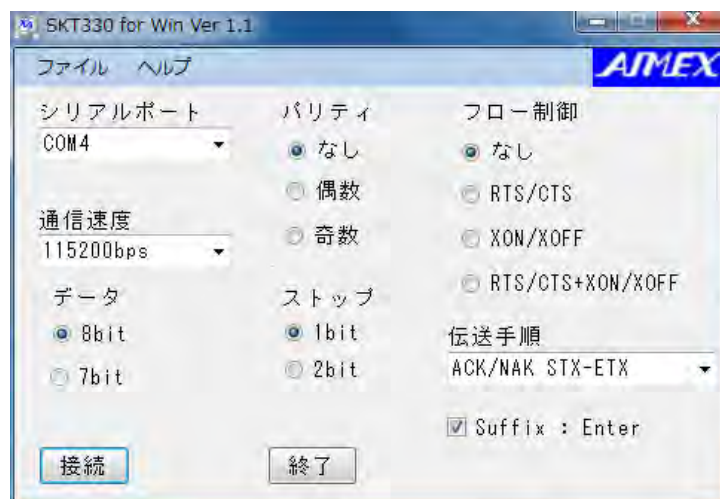 SKT330 for Win Ver 1.1
ファイル ヘルプ
AIMEX
シリアルポート
COM4
通信速度
115200bps
データ
8bit
7bit
パリティ
なし
偶数
奇数
ストップ
1bit
2bit
フロー制御
なし
RTS/CTS
XON/XOFF
RTS/CTS+XON/XOFF
伝送手順
ACK/NAK STX-ETX
Suffix : Enter
接続
終了